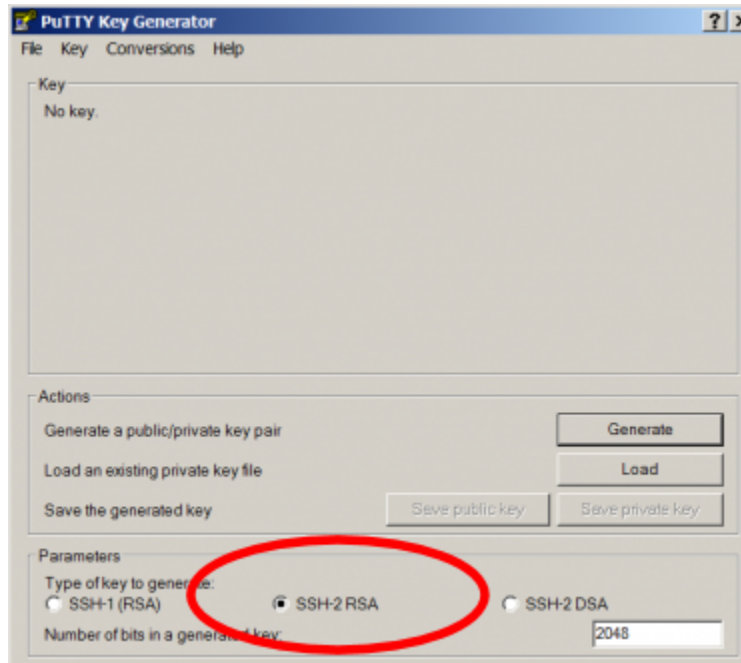 PuTTY Key Generator
File Key Conversions Help
Key
No key.
Actions
Generate a public/private key pair
Generate
Load an existing private key file
Load
Save the generated key
Save public key
Save private key
Parameters
Type of key to generate:
SSH-1 (RSA)
SSH-2 RSA
SSH-2 DSA
Number of bits in a generated key:
2048